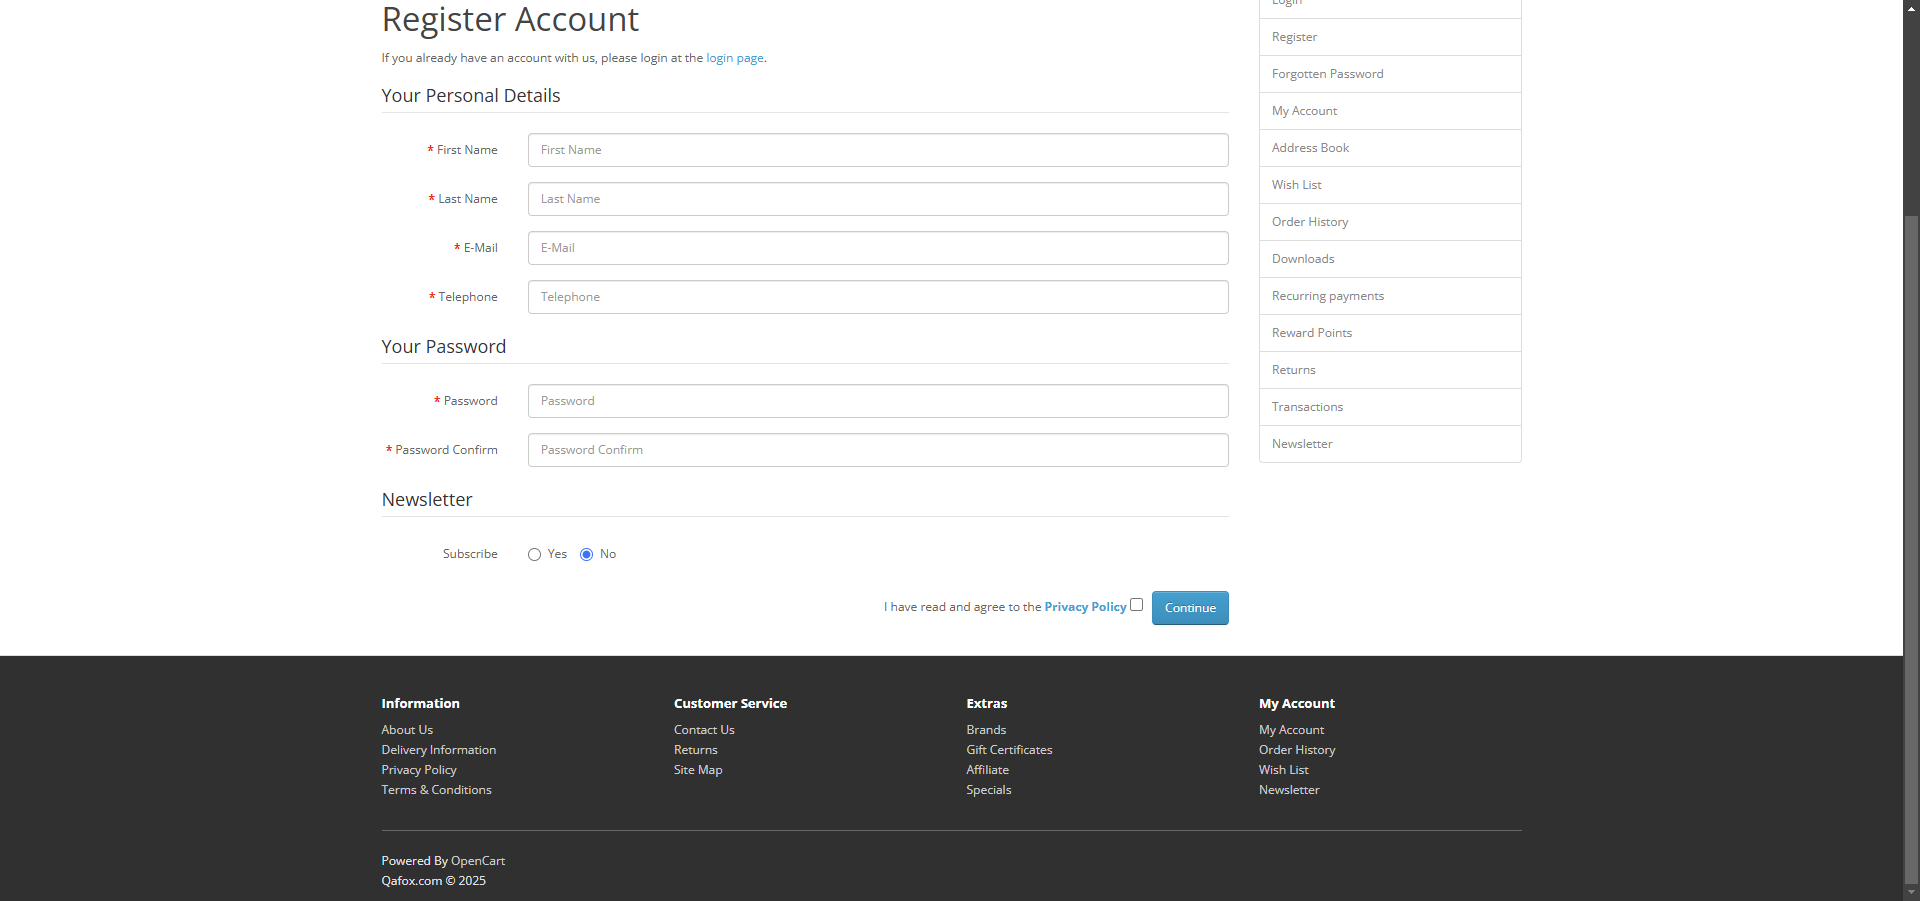 Register Account
If you already have an account with us, please login at the login page.
Your Personal Details
* First Name
First Name
* Last Name
Last Name
* E-Mail
E-Mail
* Telephone
Telephone
Your Password
* Password
Password
* Password Confirm
Password Confirm
Newsletter
Subscribe
Yes
No
I have read and agree to the Privacy Policy
Continue
Login
Register
Forgotten Password
My Account
Address Book
Wish List
Order History
Downloads
Recurring payments
Reward Points
Returns
Transactions
Newsletter
Information
About Us
Delivery Information
Privacy Policy
Terms & Conditions
Customer Service
Contact Us
Returns
Site Map
Extras
Brands
Gift Certificates
Affiliate
Specials
My Account
My Account
Order History
Wish List
Newsletter
Powered By OpenCart
Qafox.com © 2025